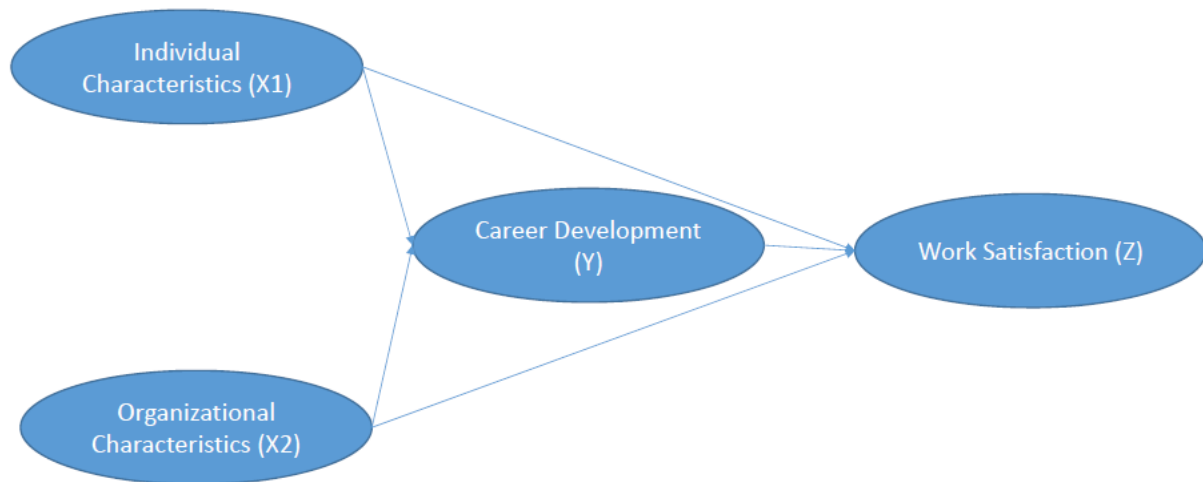 Individual
Characteristics (X1)
Career Development
(Y)
Work Satisfaction (Z)
Organizational
Characteristics (X2)